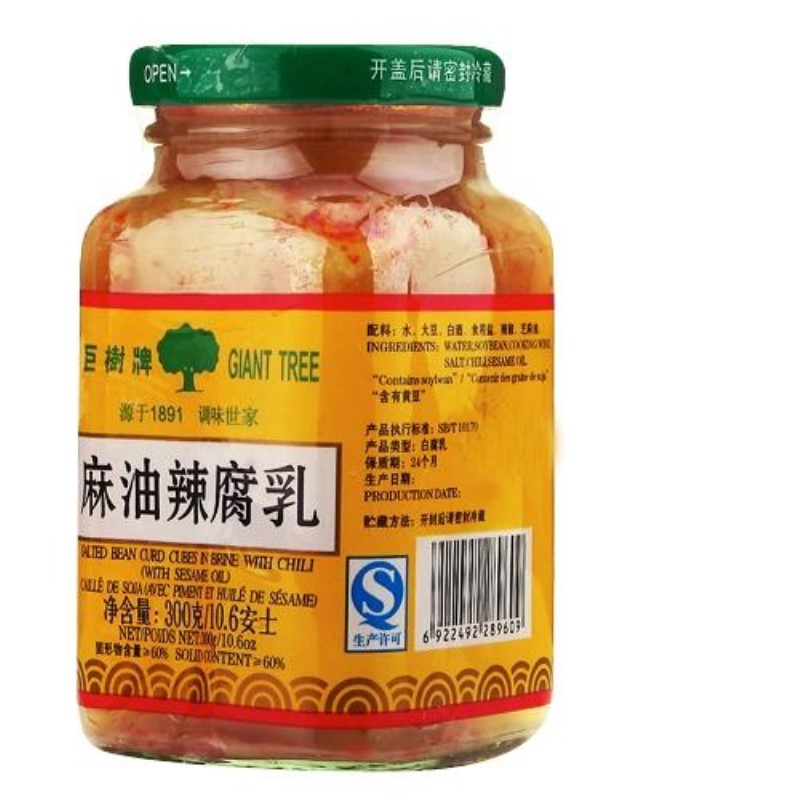 OPEN→ 开盖后请密封冷藏
巨樹牌 GIANT TREE
源于1891 调味世家
麻油辣腐乳
SALTED BEAN CURD CUBES IN BRINE WITH CHILI
(WITH SESAME OIL)
CAILLÉ DE SOJA (AVEC PIMENT ET HUILE DE SÉSAME)
净含量：300克/10.6安士
NET/POIDS NET 300g/10.6oz
固形物含量≥60% SOLID CONTENT≥60%
配料：水、大豆、白酒、食用盐、辣椒、芝麻油
INGREDIENTS: WATER,SOYBEAN,COOKING WINE
SALT,CHILI,SESAME OIL
"Contains soybean" / "Contenir des graine de soja"
"含有黄豆"
产品执行标准：SB/T 10170
产品类型：白腐乳
保质期：24个月
生产日期：
PRODUCTION DATE:
贮藏方法：开封后请密封冷藏
生产许可
6 922492 289609